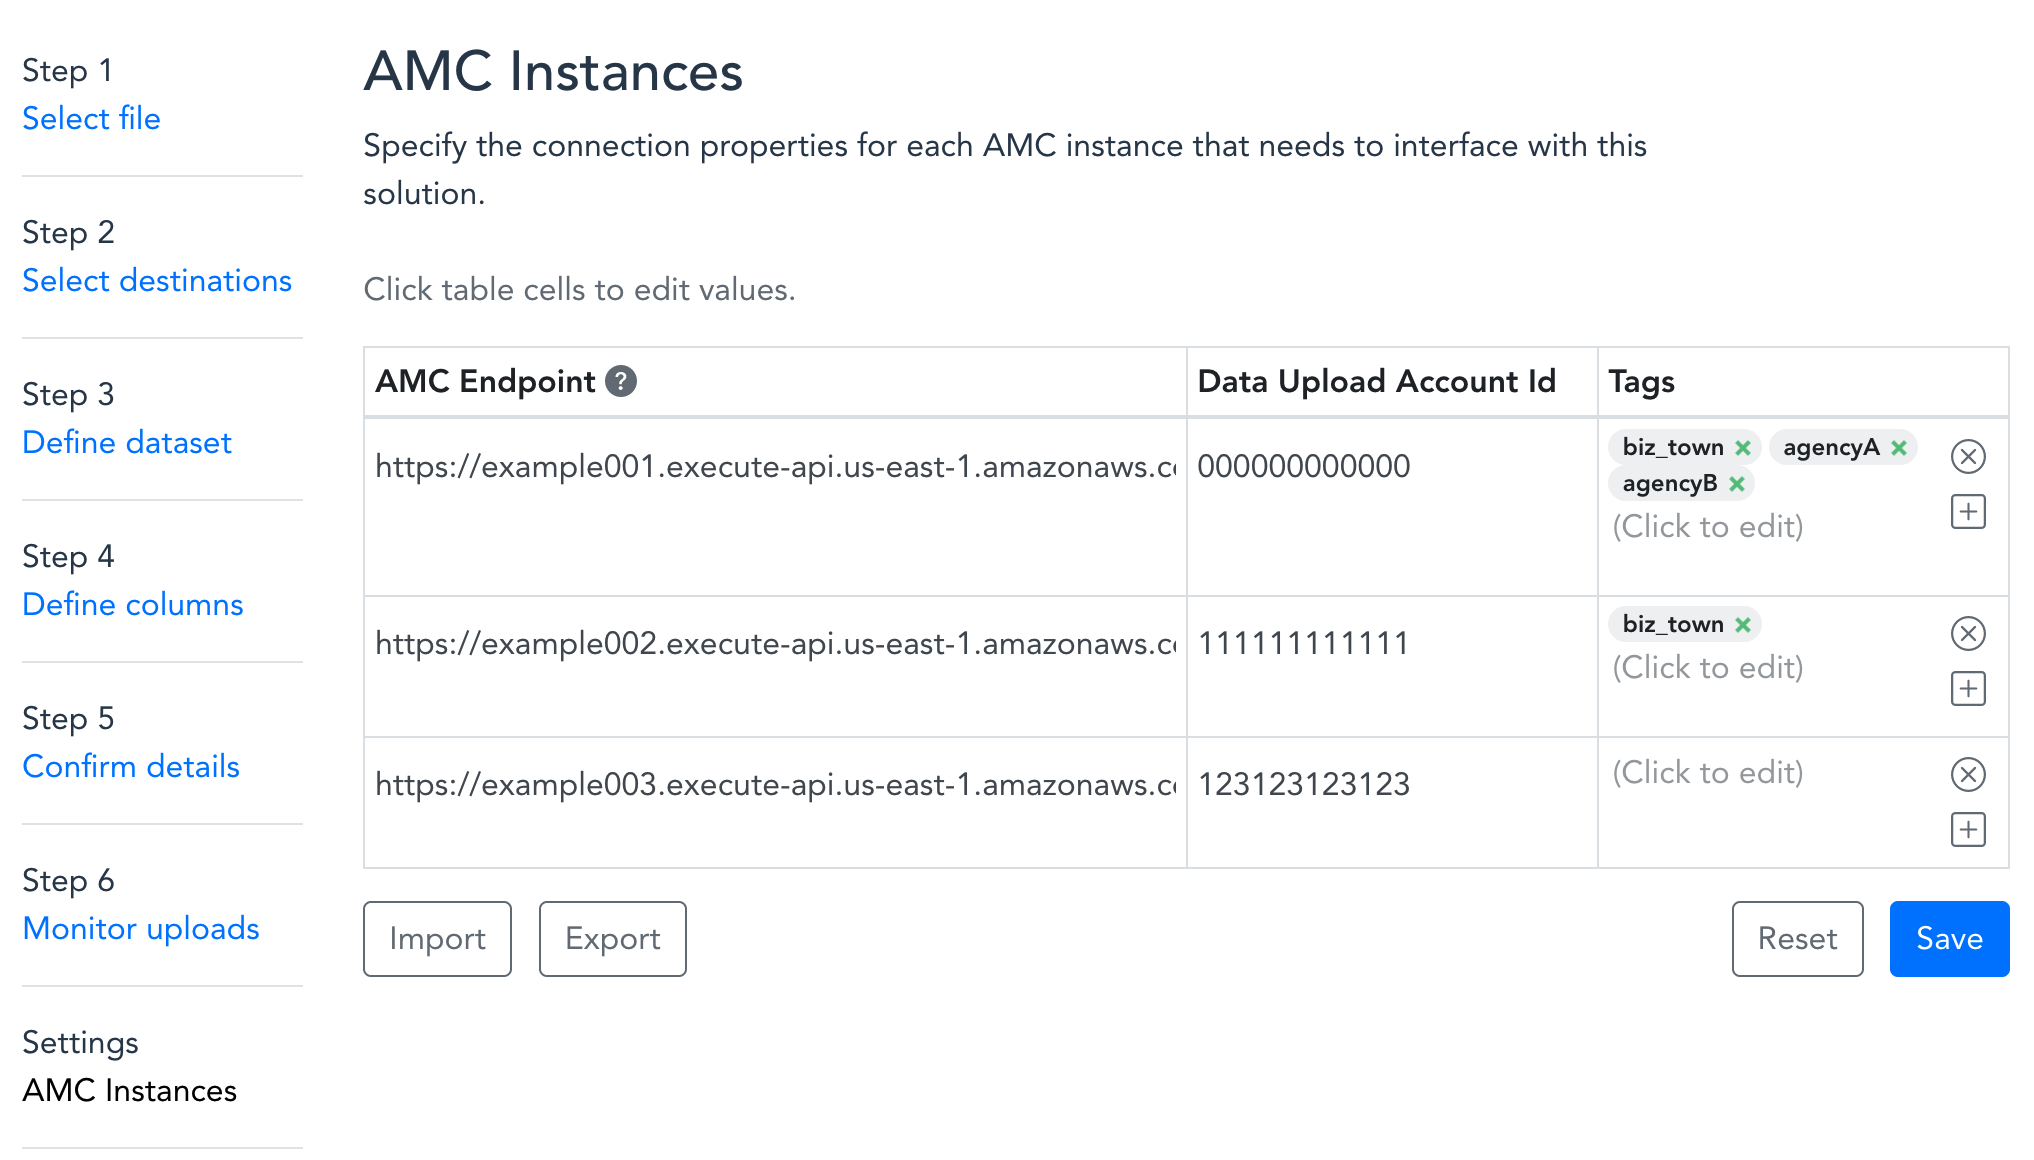 Step 1
Select file
Step 2
Select destinations
Step 3
Define dataset
Step 4
Define columns
Step 5
Confirm details
Step 6
Monitor uploads
Settings
AMC Instances
AMC Instances
Specify the connection properties for each AMC instance that needs to interface with this
solution.
Click table cells to edit values.
AMC Endpoint ? Data Upload Account Id Tags
https://example001.execute-api.us-east-1.amazonaws.c 000000000000 biz_town agencyA
agencyB
(Click to edit)
https://example002.execute-api.us-east-1.amazonaws.c 111111111111 biz_town
(Click to edit)
https://example003.execute-api.us-east-1.amazonaws.c 123123123123 (Click to edit)
Import Export Reset Save